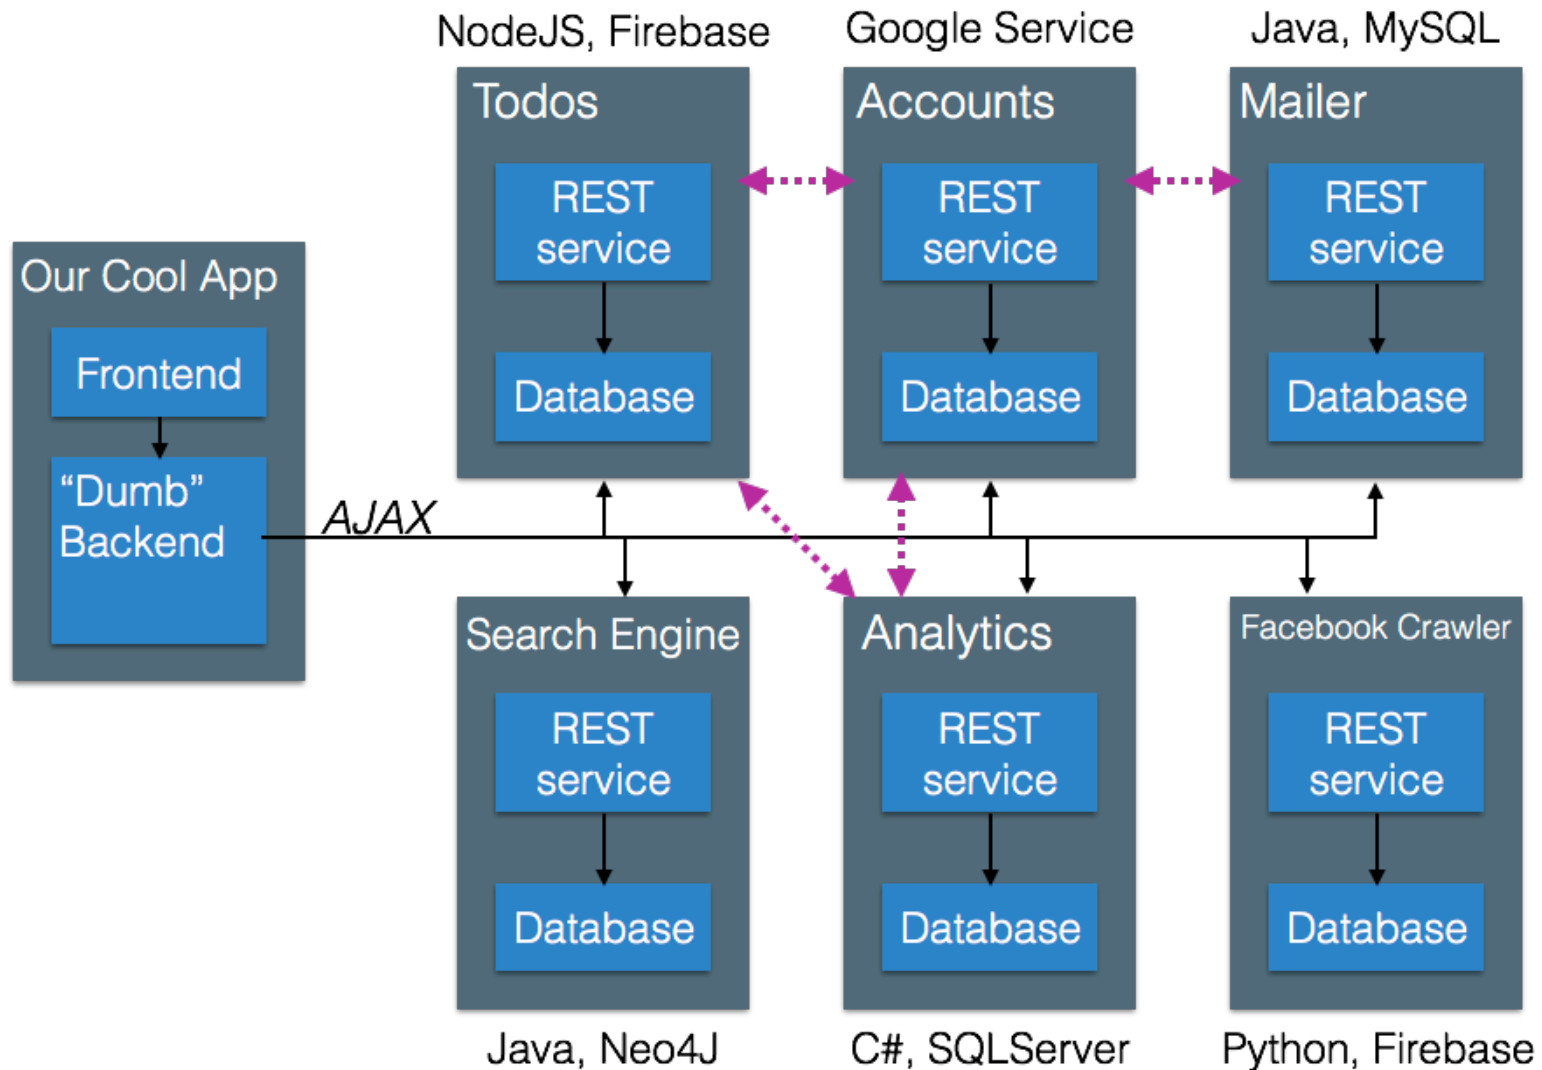 NodeJS, Firebase
Google Service
Java, MySQL
Todos
REST
service
Database
Accounts
REST
service
Database
Mailer
REST
service
Database
Our Cool App
Frontend
“Dumb”
Backend
AJAX
Search Engine
REST
service
Database
Analytics
REST
service
Database
Facebook Crawler
REST
service
Database
Java, Neo4J
C#, SQLServer
Python, Firebase